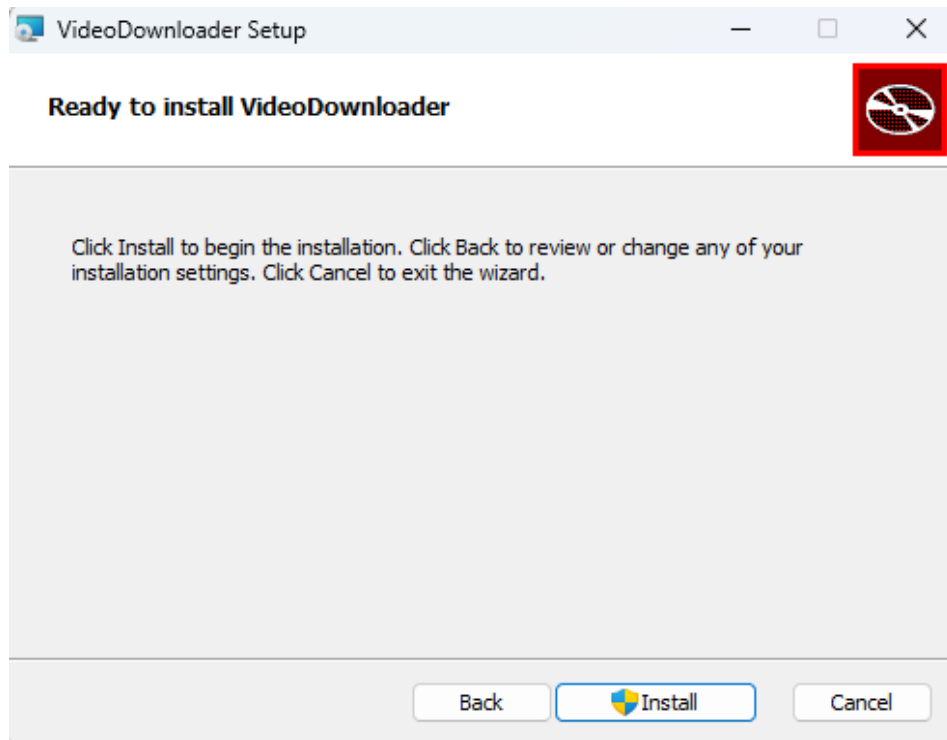 VideoDownloader Setup
Ready to install VideoDownloader
Click Install to begin the installation. Click Back to review or change any of your
installation settings. Click Cancel to exit the wizard.
Back
Install
Cancel